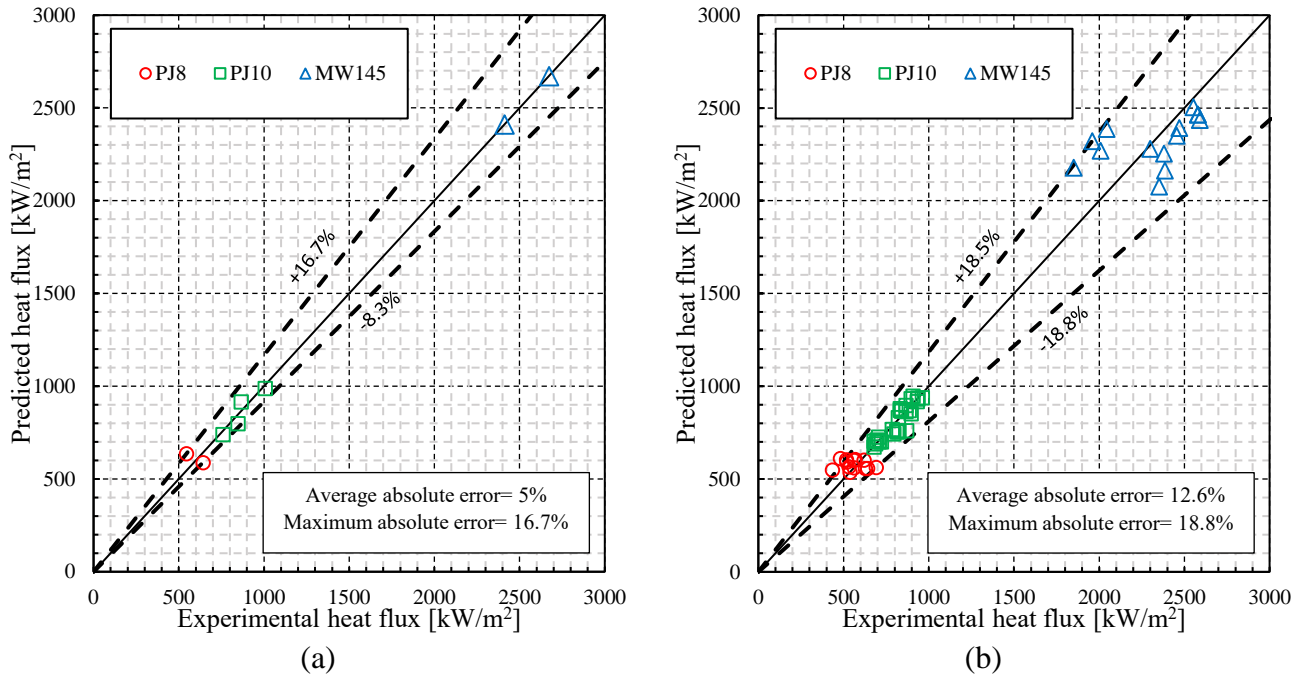 Predicted heat flux [kW/m²]
3000
2500
2000
1500
1000
500
0
PJ8 PJ10 MW145
+16.7%
-8.3%
Average absolute error= 5%
Maximum absolute error= 16.7%
0 500 1000 1500 2000 2500 3000
Experimental heat flux [kW/m²]
(a)
Predicted heat flux [kW/m²]
3000
2500
2000
1500
1000
500
0
PJ8 PJ10 MW145
+18.5%
-18.8%
Average absolute error= 12.6%
Maximum absolute error= 18.8%
0 500 1000 1500 2000 2500 3000
Experimental heat flux [kW/m²]
(b)